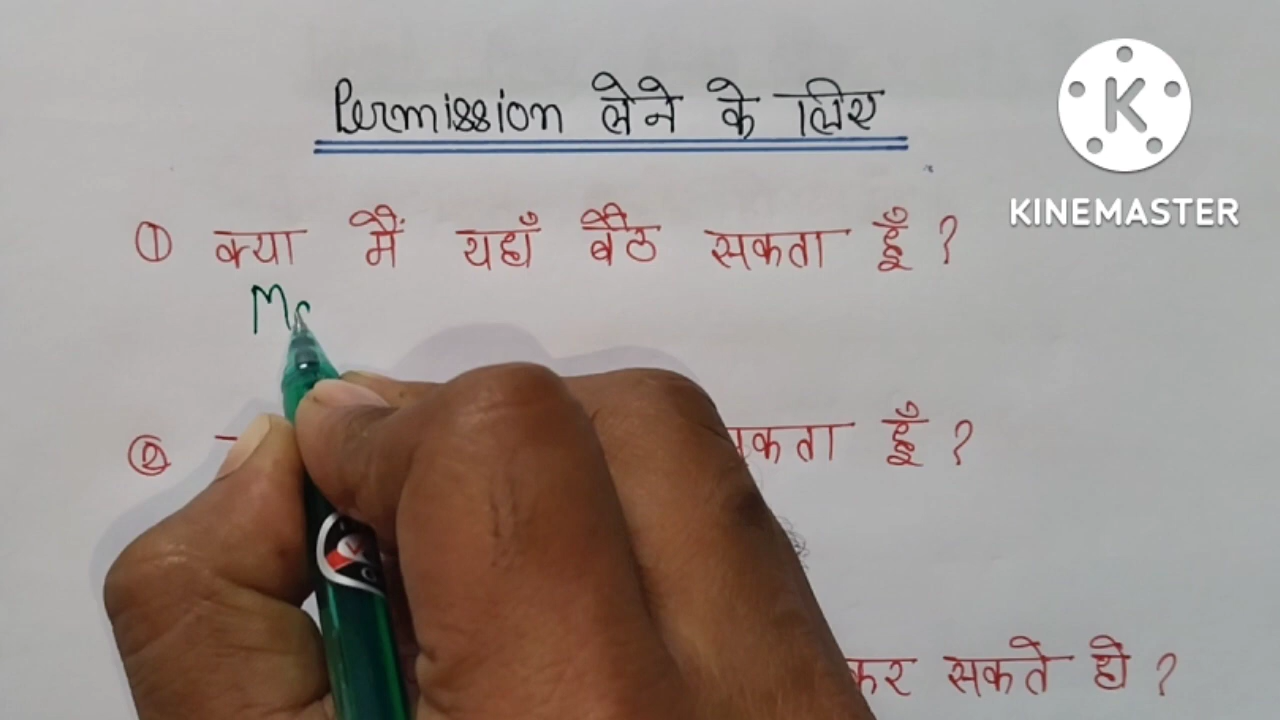 Permission लेने के लिए
KINEMASTER
① क्या मैं यहाँ बैठ सकता हूँ ?
Ma
② सकता हूँ ?
कर सकते हो ?